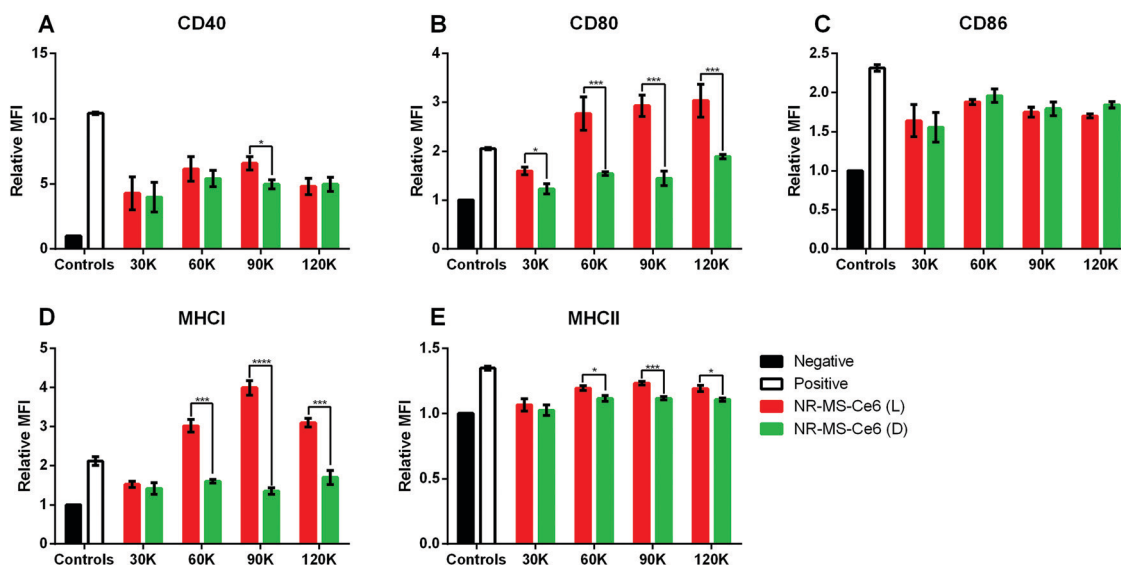 A CD40
Relative MFI
15
10
5
0
*
Controls 30K 60K 90K 120K
B CD80
Relative MFI
4
3
2
1
0
* *** *** ***
Controls 30K 60K 90K 120K
C CD86
Relative MFI
2.5
2.0
1.5
1.0
0.5
0.0
Controls 30K 60K 90K 120K
D MHCI
Relative MFI
5
4
3
2
1
0
*** **** ***
Controls 30K 60K 90K 120K
E MHCII
Relative MFI
1.5
1.0
0.5
0.0
* *** *
Controls 30K 60K 90K 120K
Negative
Positive
NR-MS-Ce6 (L)
NR-MS-Ce6 (D)